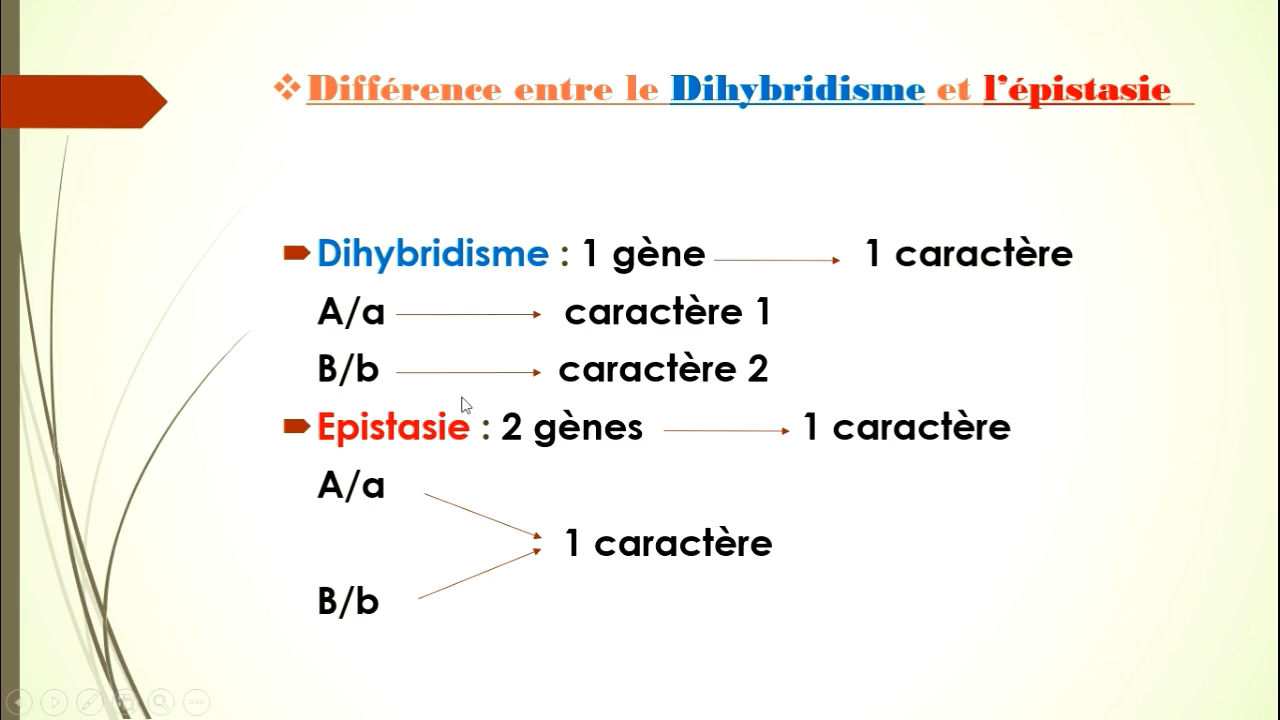 Différence entre le Dihybridisme et l'épistasie
Dihybridisme : 1 gène 1 caractère
A/a caractère 1
B/b caractère 2
Epistasie : 2 gènes 1 caractère
A/a
1 caractère
B/b